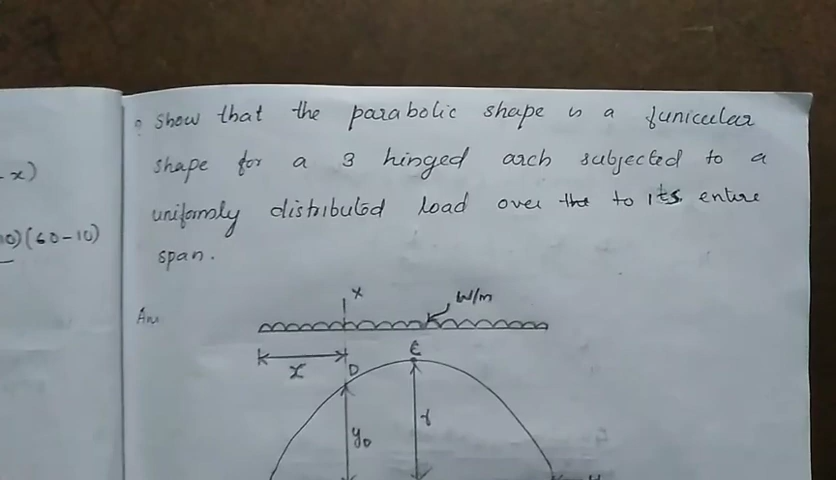 - x)
10)(60-10)
Show that the parabolic shape is a funicular
shape for a 3 hinged arch subjected to a
uniformly distributed load over the to its entire
span.
Ans
x
W/m
x
D
C
y₀
r
H